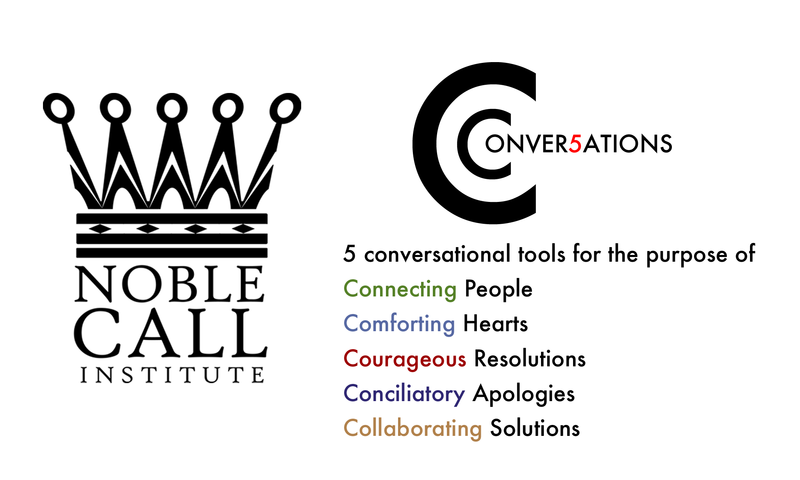 NOBLE
CALL
INSTITUTE
CONVER5ATIONS
5 conversational tools for the purpose of
Connecting People
Comforting Hearts
Courageous Resolutions
Conciliatory Apologies
Collaborating Solutions